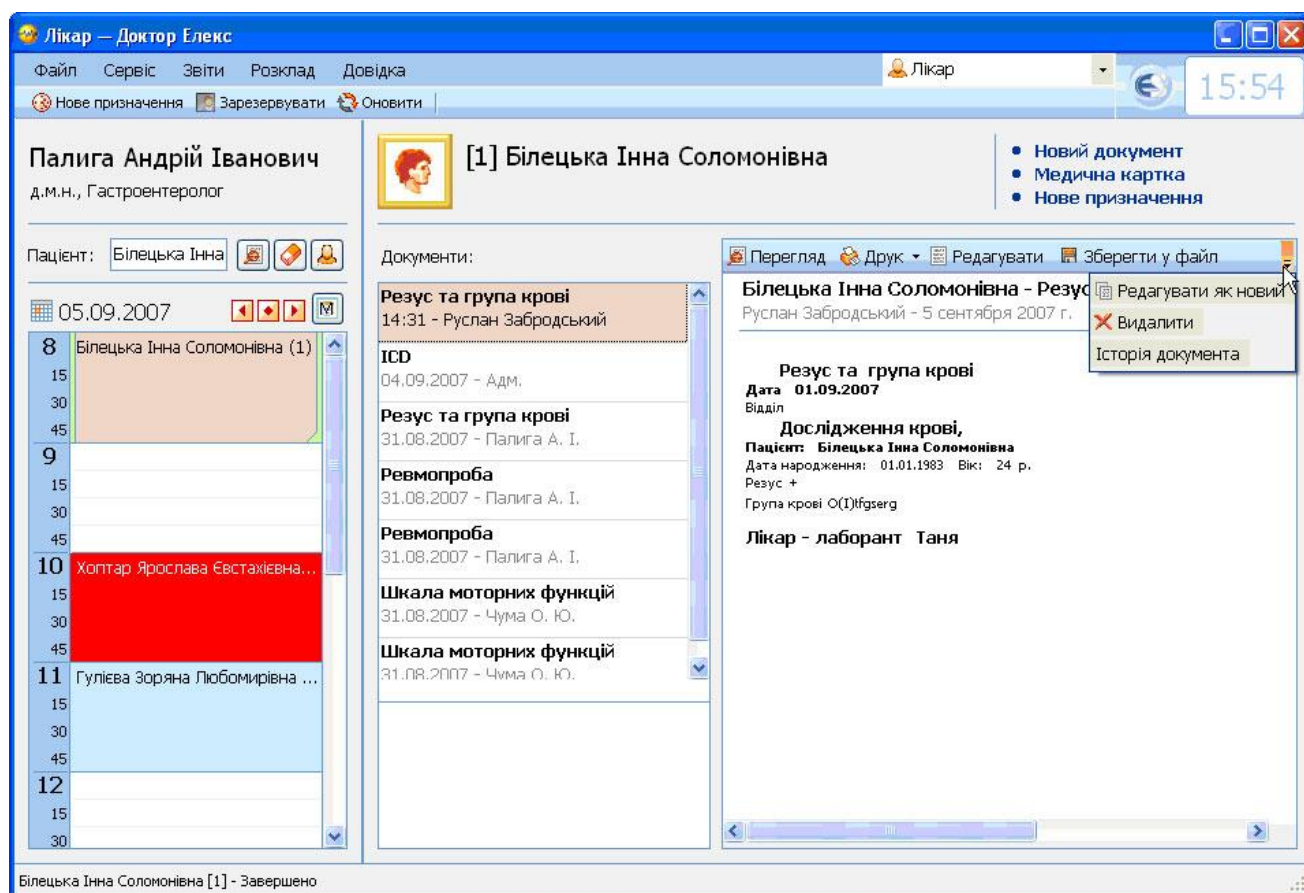 Лікар — Доктор Елекс
Файл Сервіс Звіти Розклад Довідка
Лікар
15:54
Нове призначення Зарезервувати Оновити
Палига Андрій Іванович
д.м.н., Гастроентеролог
[1] Білецька Інна Соломонівна
• Новий документ
• Медична картка
• Нове призначення
Пацієнт: Білецька Інна
05.09.2007
М
8 Білецька Інна Соломонівна (1)
15
30
45
9
15
30
45
10 Хоптар Ярослава Євстахієвна...
15
30
45
11 Гулієва Зоряна Любомирівна ...
15
30
45
12
15
30
Документи:
Резус та група крові
14:31 - Руслан Забродський
ICD
04.09.2007 - Адм.
Резус та група крові
31.08.2007 - Палига А. І.
Ревмопроба
31.08.2007 - Палига А. І.
Ревмопроба
31.08.2007 - Палига А. І.
Шкала моторних функцій
31.08.2007 - Чума О. Ю.
Шкала моторних функцій
31.08.2007 - Чума О. Ю.
Перегляд Друк Редагувати Зберегти у файл
Білецька Інна Соломонівна - Резус
Руслан Забродський - 5 сентября 2007 г.
Редагувати як новий
Видалити
Історія документа
Резус та група крові
Дата 01.09.2007
Відділ
Дослідження крові,
Пацієнт: Білецька Інна Соломонівна
Дата народження: 01.01.1983 Вік: 24 р.
Резус +
Група крові O(I)tfgserg
Лікар - лаборант Таня
Білецька Інна Соломонівна [1] - Завершено